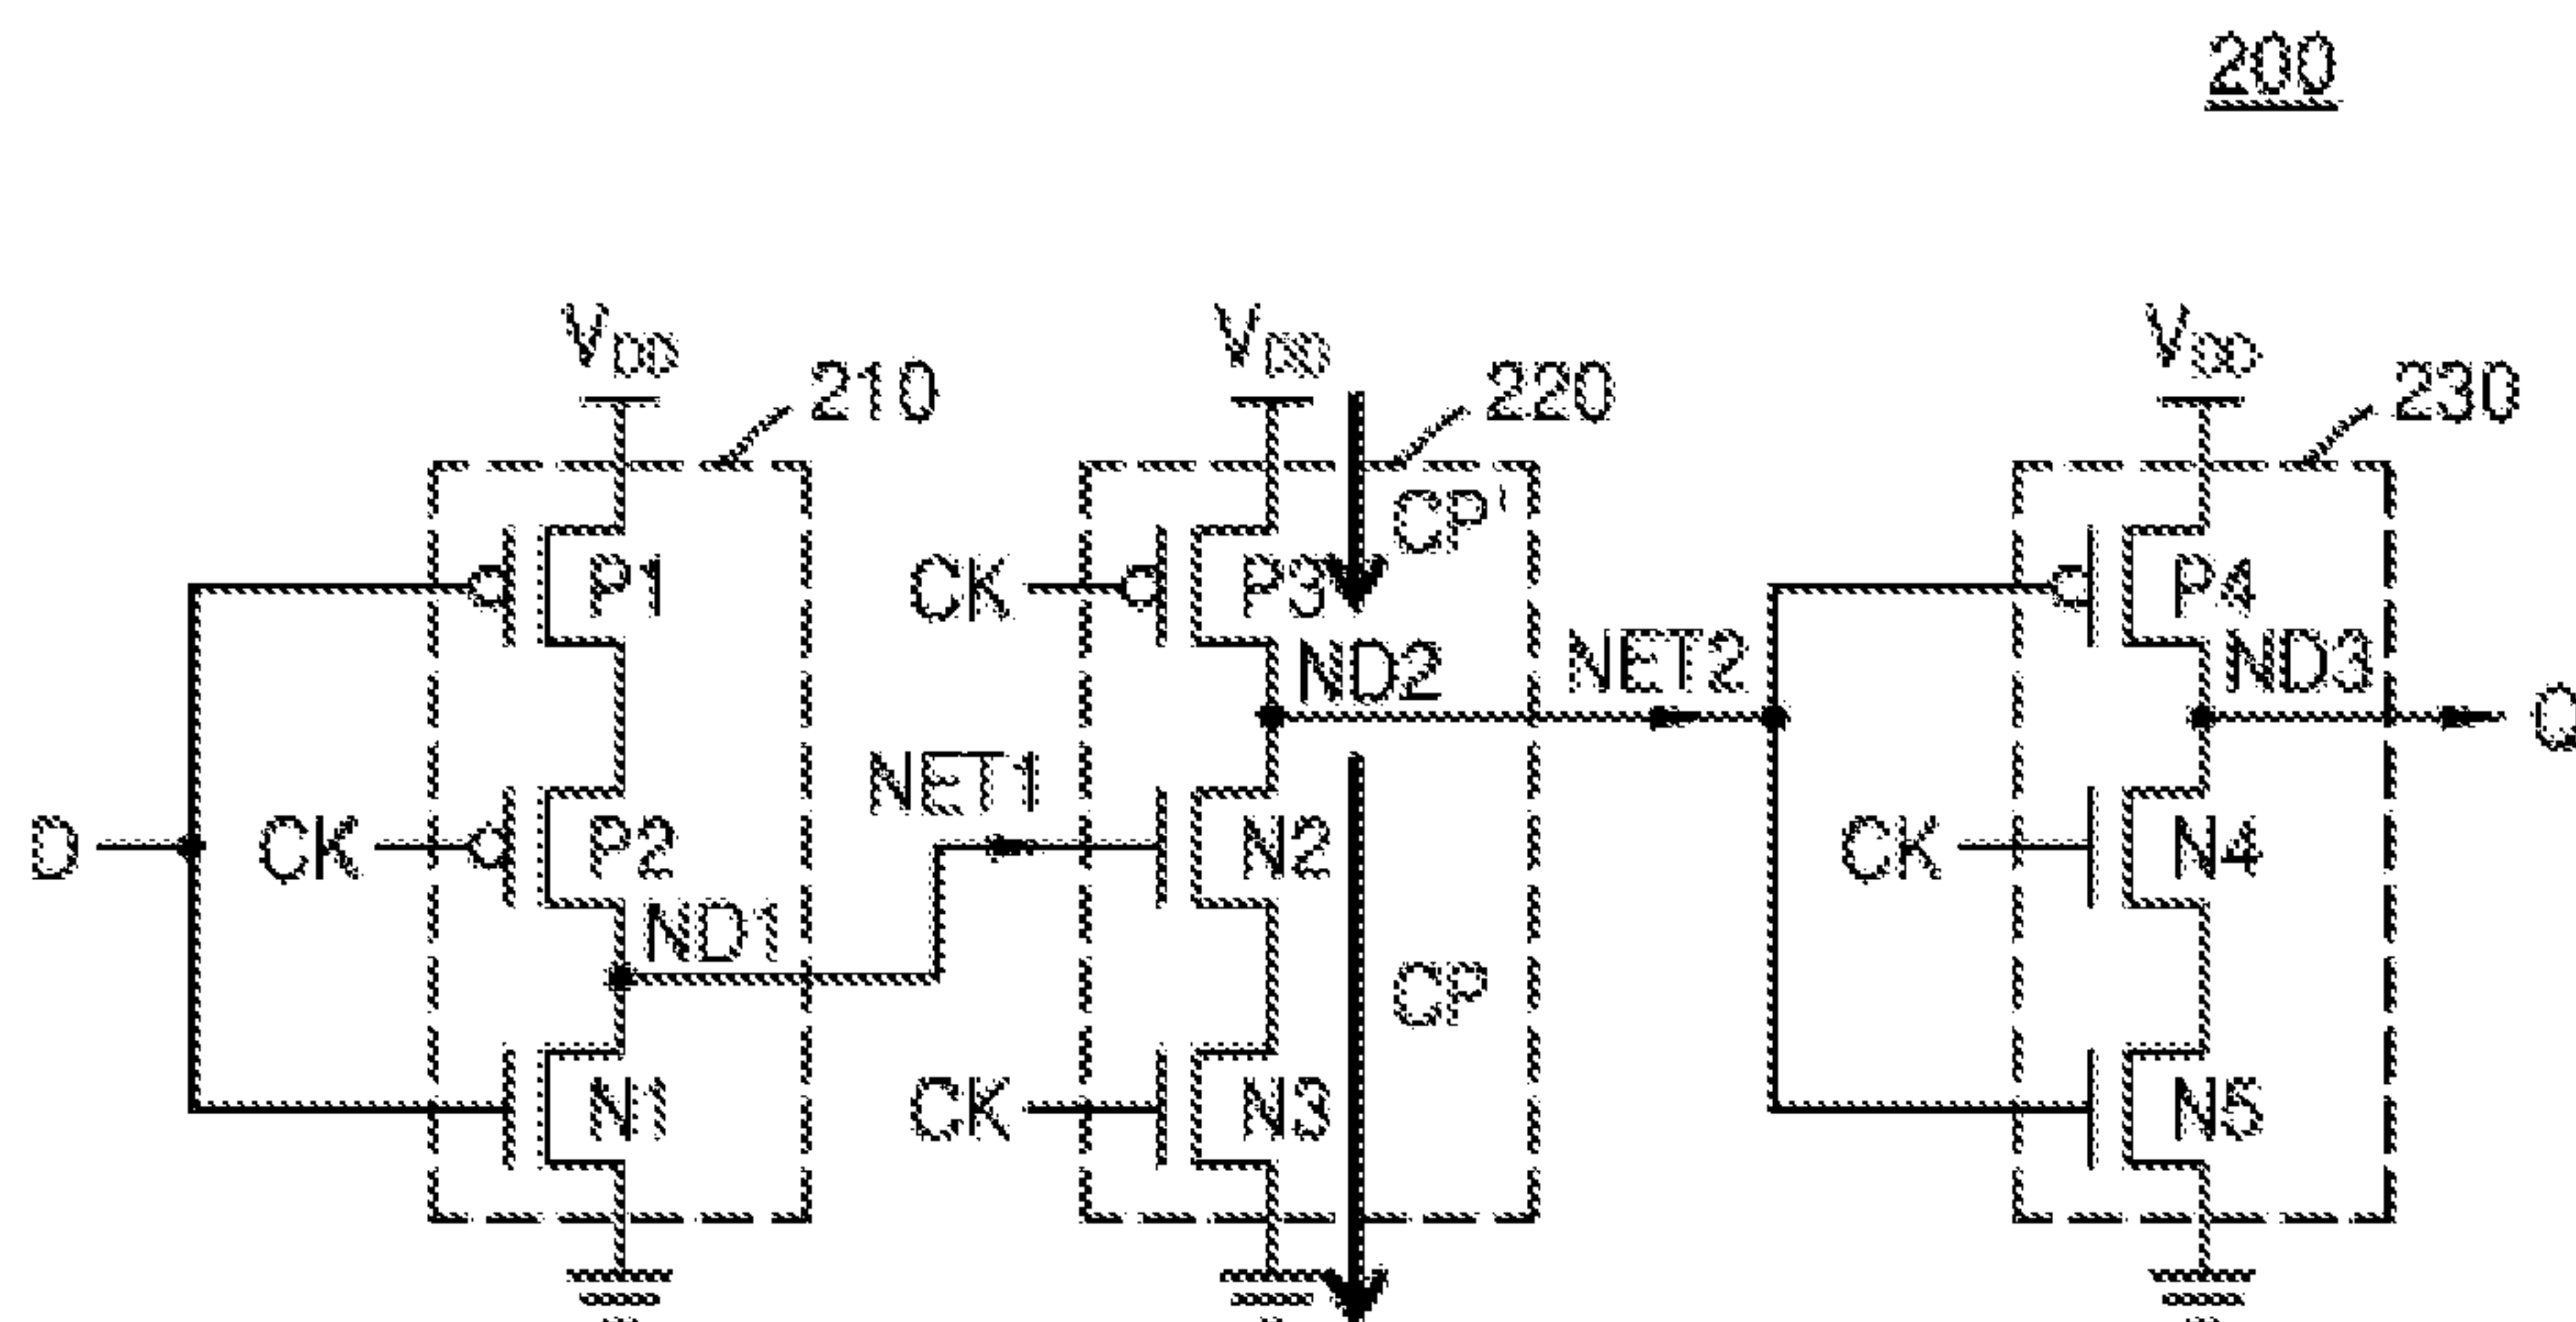 200
VDD
VDD
VDD
210
220
230
CP'
CK
P1
P3
P4
ND2
NET2
ND3
Q
NET1
D
CK
P2
N2
CK
N4
ND1
CP
N1
CK
N3
N5